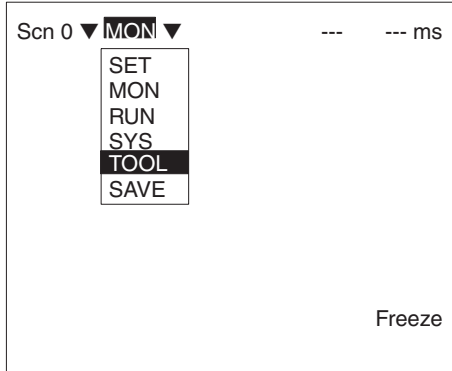 Scn 0 ▼ MON ▼ --- --- ms
SET
MON
RUN
SYS
TOOL
SAVE
Freeze